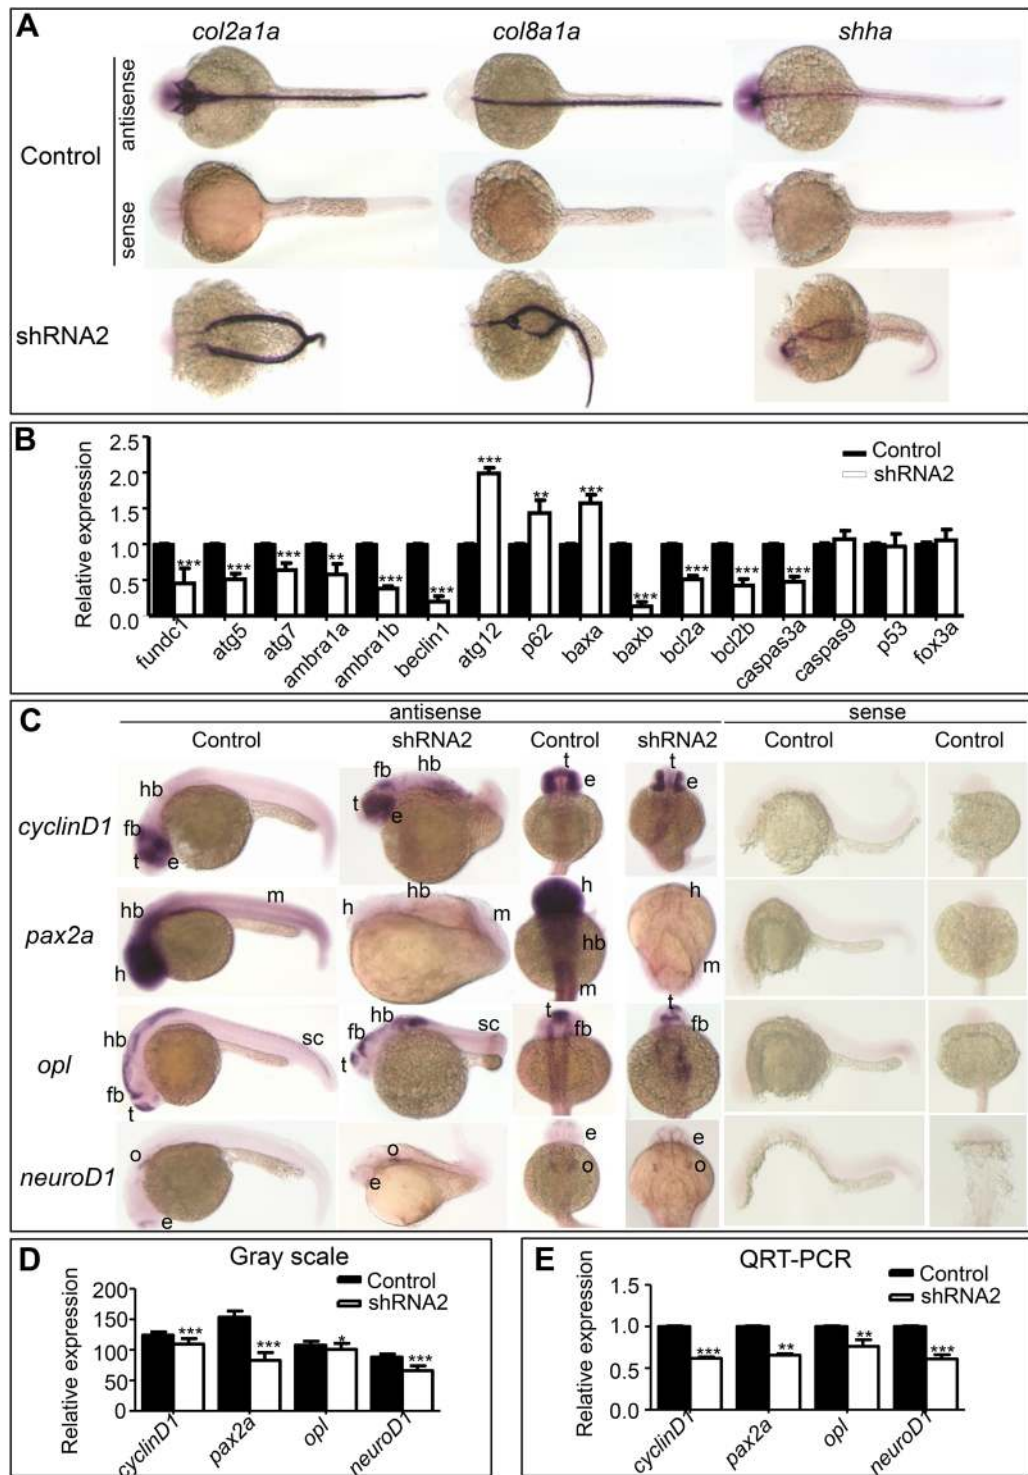 A
col2a1a col8a1a shha
Control
antisense
sense
shRNA2
B
Relative expression
2.5
2.0
1.5
1.0
0.5
0.0
Control
shRNA2
*** *** *** ** *** *** *** ** *** *** *** *** ***
fundc1 atg5 atg7 ambra1a ambra1b beclin1 atg12 p62 baxa baxb bcl2a bcl2b caspas3a caspas9 p53 fox3a
C
antisense sense
Control shRNA2 Control shRNA2 Control Control
cyclinD1
hb fb t e
fb hb t e
t e
t e
pax2a
hb m h
h hb m
h hb m
h m
opl
hb sc fb t
hb fb sc t
t fb
t fb
neuroD1
o e
o e
e o
e o
D
Gray scale
Relative expression
200
150
100
50
0
Control
shRNA2
*** *** * ***
cyclinD1 pax2a opl neuroD1
E
QRT-PCR
Relative expression
1.5
1.0
0.5
0.0
Control
shRNA2
*** ** ** ***
cyclinD1 pax2a opl neuroD1